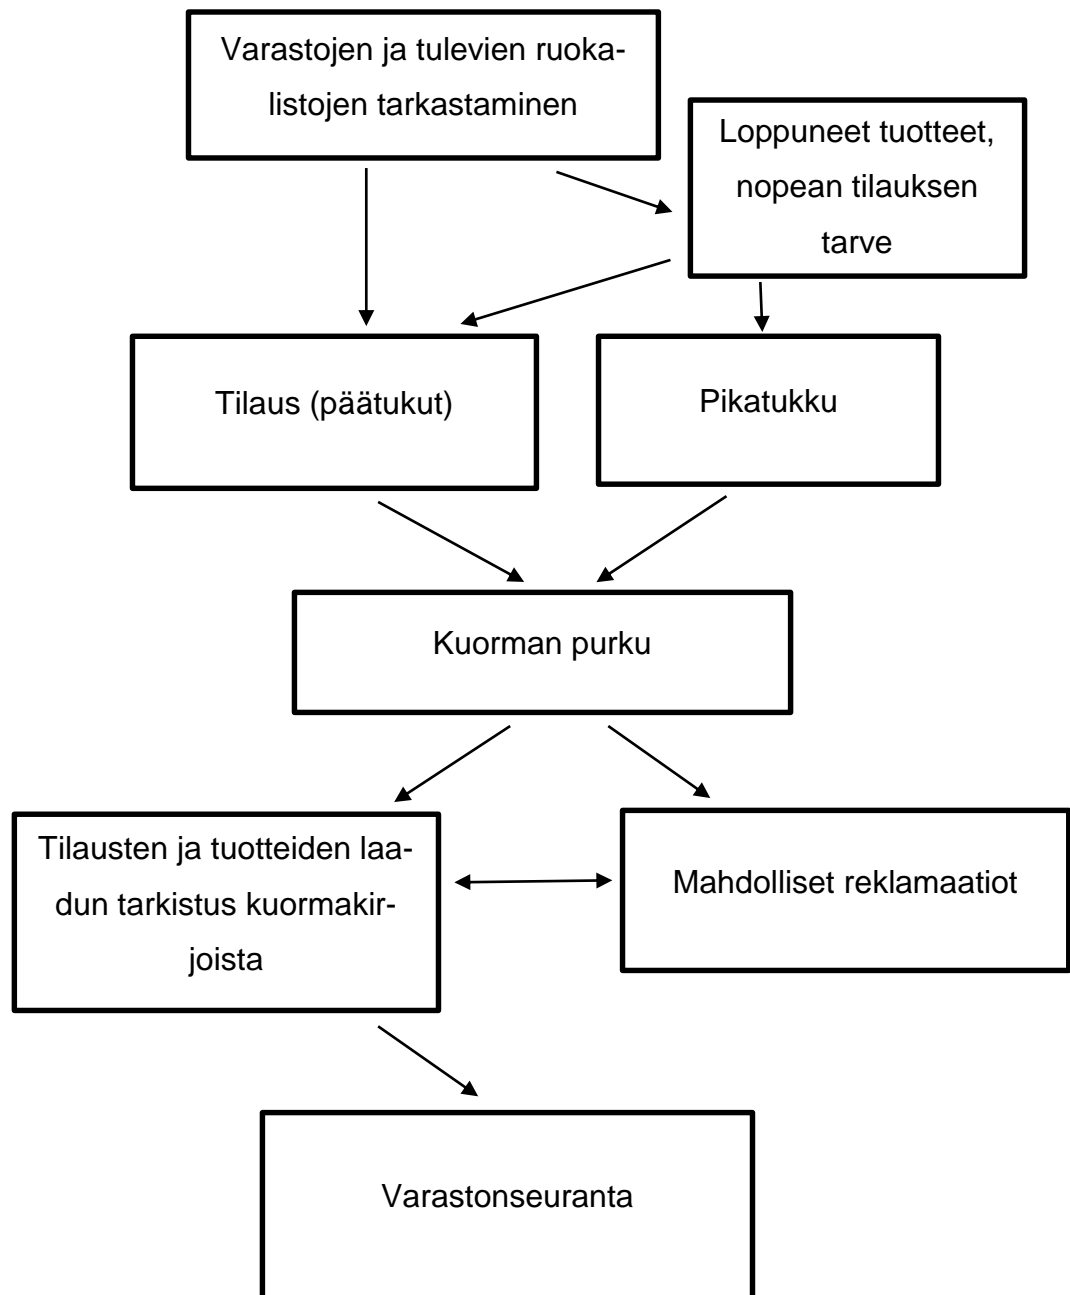 Varastojen ja tulevien ruoka-
listojen tarkastaminen
Loppuneet tuotteet,
nopean tilauksen
tarve
Tilaus (päätukut)
Pikatukku
Kuorman purku
Tilausten ja tuotteiden laa-
dun tarkistus kuormakir-
joista
Mahdolliset reklamaatiot
Varastonseuranta